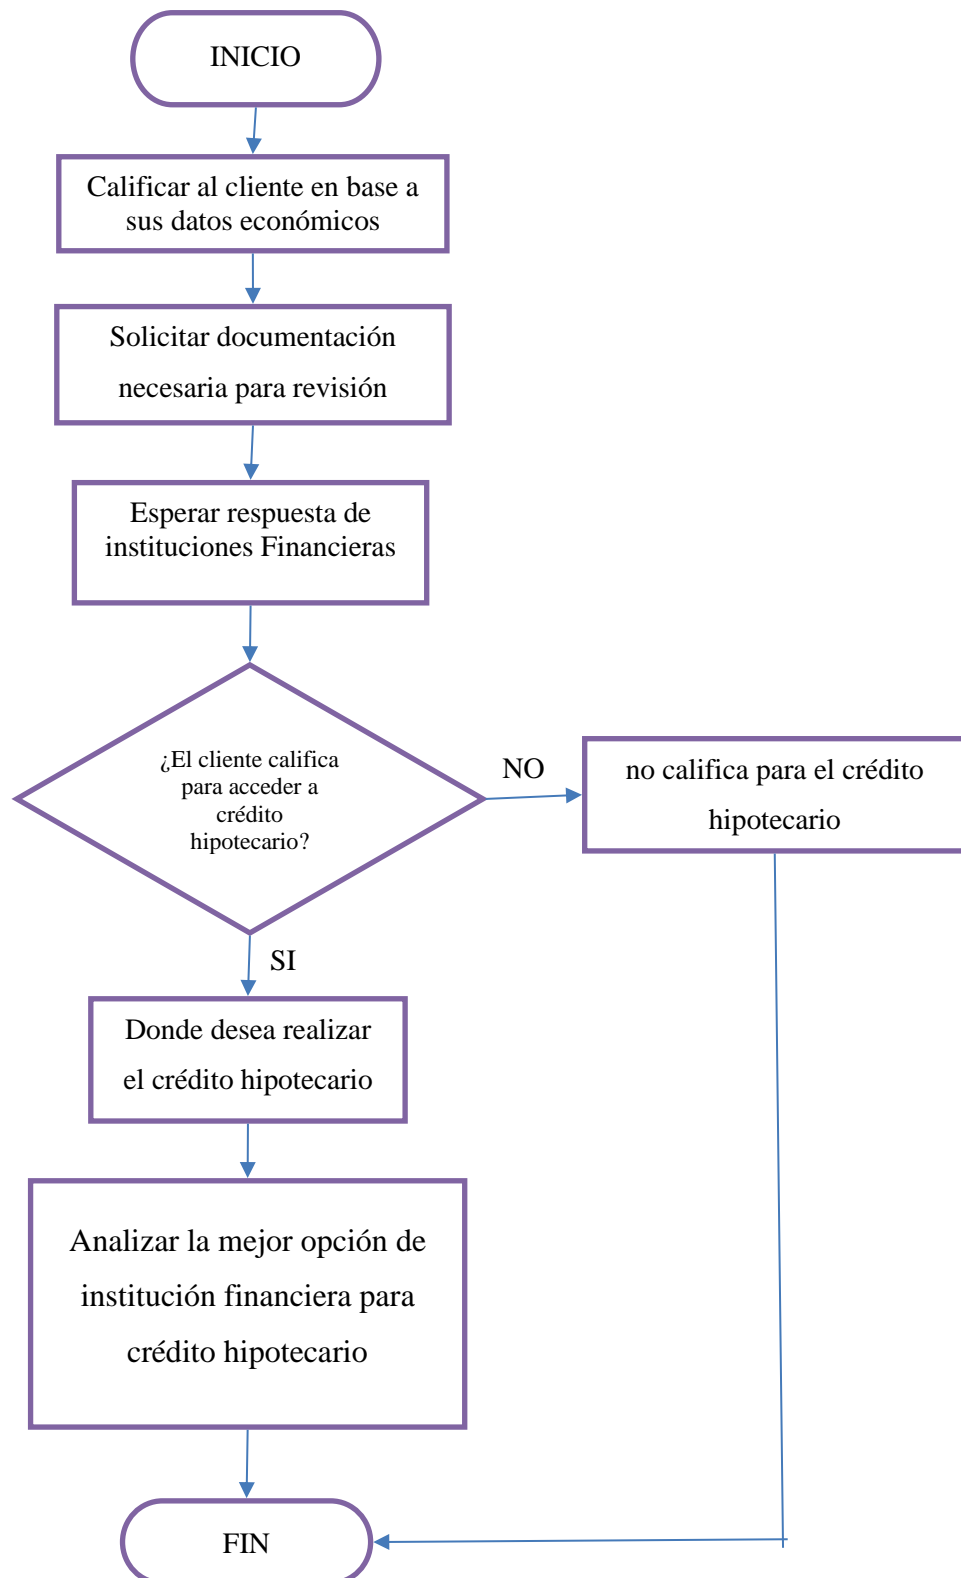 INICIO
Calificar al cliente en base a
sus datos económicos
Solicitar documentación
necesaria para revisión
Esperar respuesta de
instituciones Financieras
¿El cliente califica
para acceder a
crédito
hipotecario?
NO
no califica para el crédito
hipotecario
SI
Donde desea realizar
el crédito hipotecario
Analizar la mejor opción de
institución financiera para
crédito hipotecario
FIN